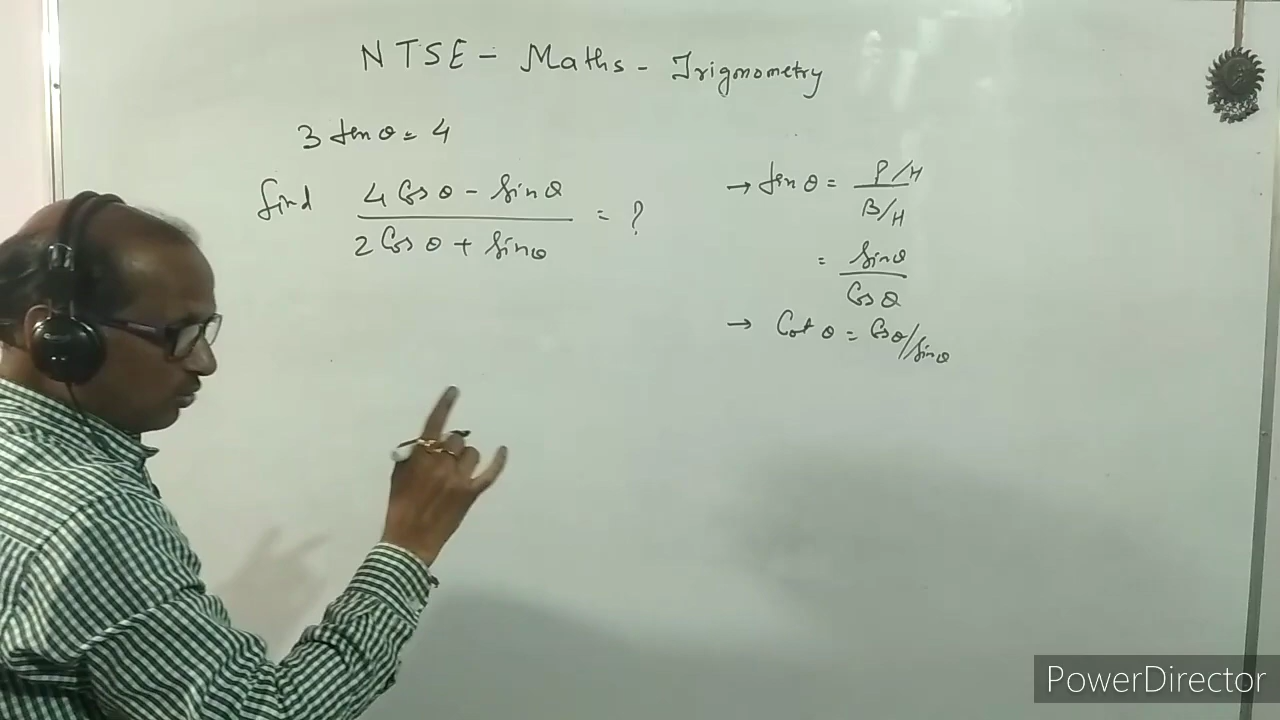 NTSE - Maths - Trignometry
3 tan θ = 4
find 4 Cos θ - Sin θ / 2 Cos θ + Sin θ = ?
→ tan θ = P/H / B/H
= Sin θ / Cos θ
→ Cot θ = Cos θ / Sin θ
PowerDirector